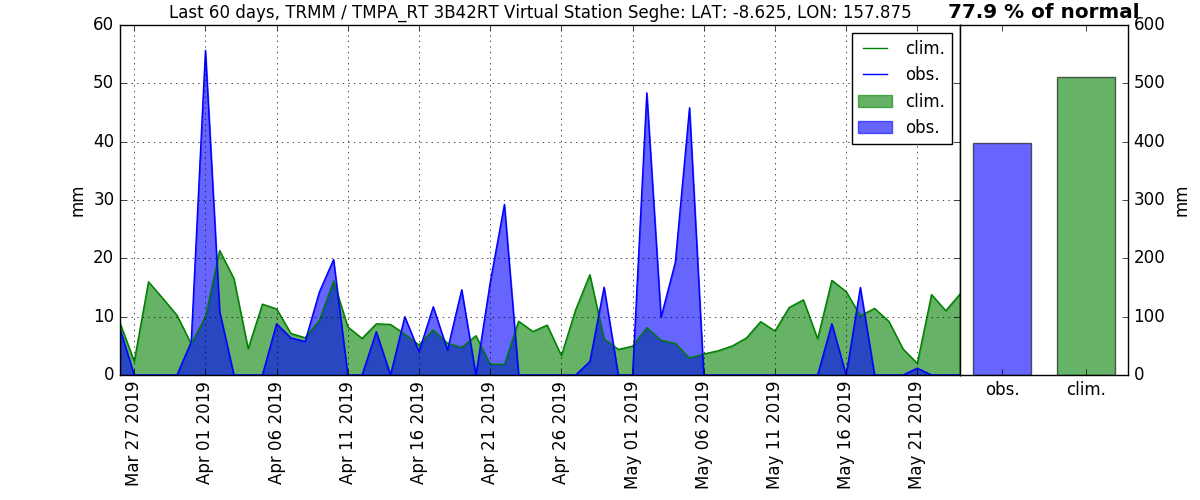 Last 60 days, TRMM / TMPA_RT 3B42RT Virtual Station Seghe: LAT: -8.625, LON: 157.875
77.9 % of normal
60
50
40
30
20
10
0
mm
clim.
obs.
clim.
obs.
Mar 27 2019
Apr 01 2019
Apr 06 2019
Apr 11 2019
Apr 16 2019
Apr 21 2019
Apr 26 2019
May 01 2019
May 06 2019
May 11 2019
May 16 2019
May 21 2019
obs.
clim.
600
500
400
300
200
100
0
mm